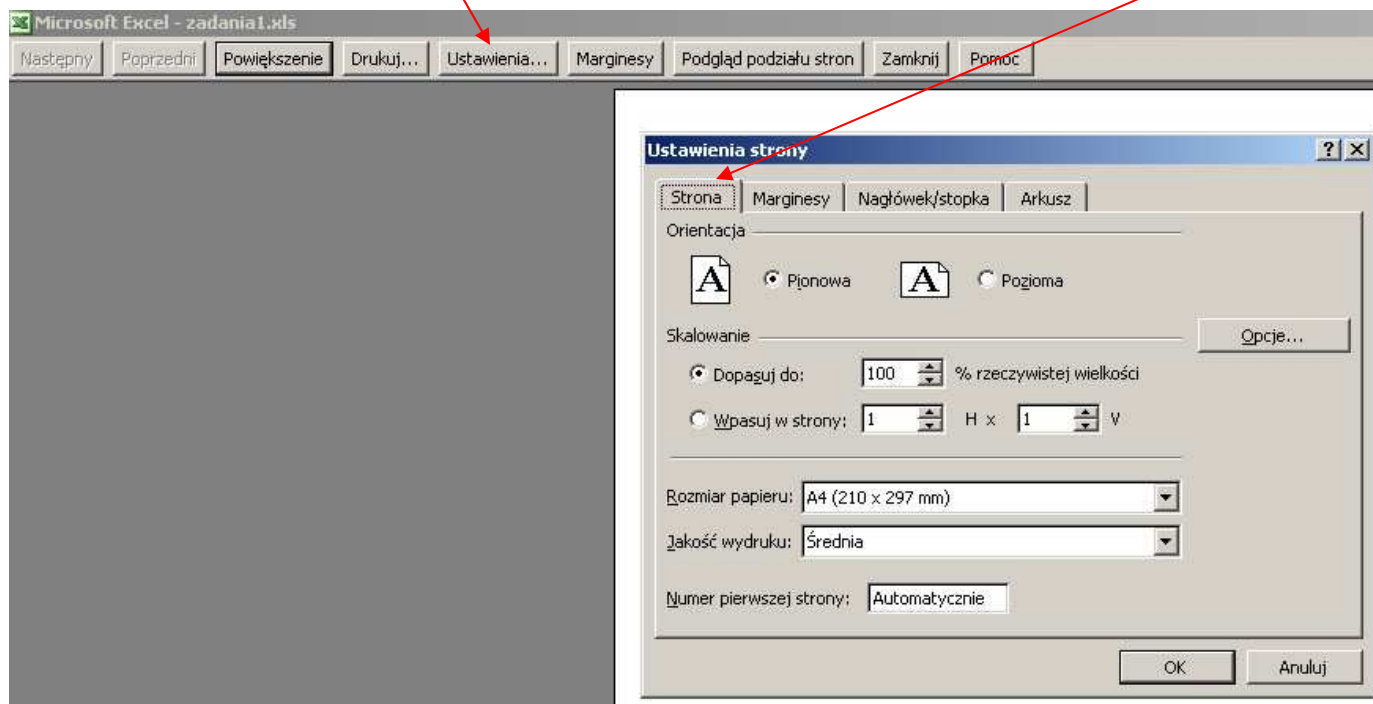 Microsoft Excel - zadania1.xls
Następny Poprzedni Powiększenie Drukuj... Ustawienia... Marginesy Podgląd podziału stron Zamknij Pomoc
Ustawienia strony
Strona Marginesy Nagłówek/stopka Arkusz
Orientacja
A Pionowa A Pozioma
Skalowanie Opcje...
Dopasuj do: 100 % rzeczywistej wielkości
Wpasuj w strony: 1 H x 1 V
Rozmiar papieru: A4 (210 x 297 mm)
Jakość wydruku: Średnia
Numer pierwszej strony: Automatycznie
OK Anuluj